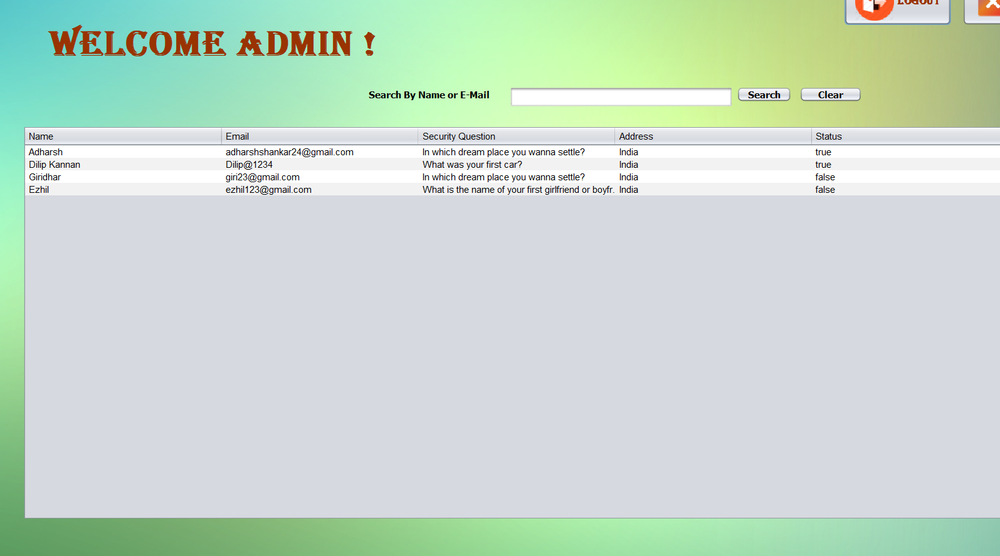 LOGOUT
WELCOME ADMIN !
Search By Name or E-Mail Search Clear
Name Email Security Question Address Status
Adharsh adharshshankar24@gmail.com In which dream place you wanna settle? India true
Dilip Kannan Dilip@1234 What was your first car? India true
Giridhar giri23@gmail.com In which dream place you wanna settle? India false
Ezhil ezhil123@gmail.com What is the name of your first girlfriend or boyfr. India false